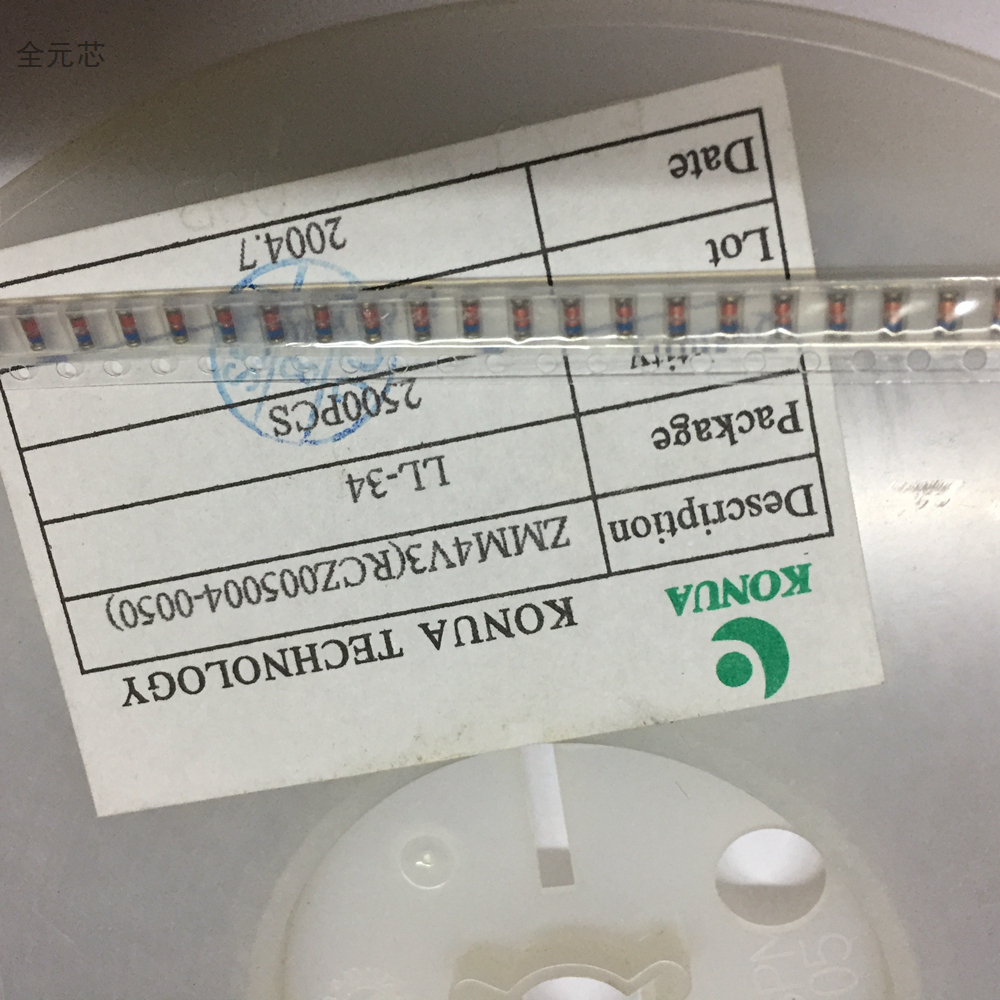 全元芯
KONUA
KONUA TECHNOLOGY
Description ZMM4V3(RCZ005004-0050)
Package LL-34
2500PCS
Lot
Date 2004.7